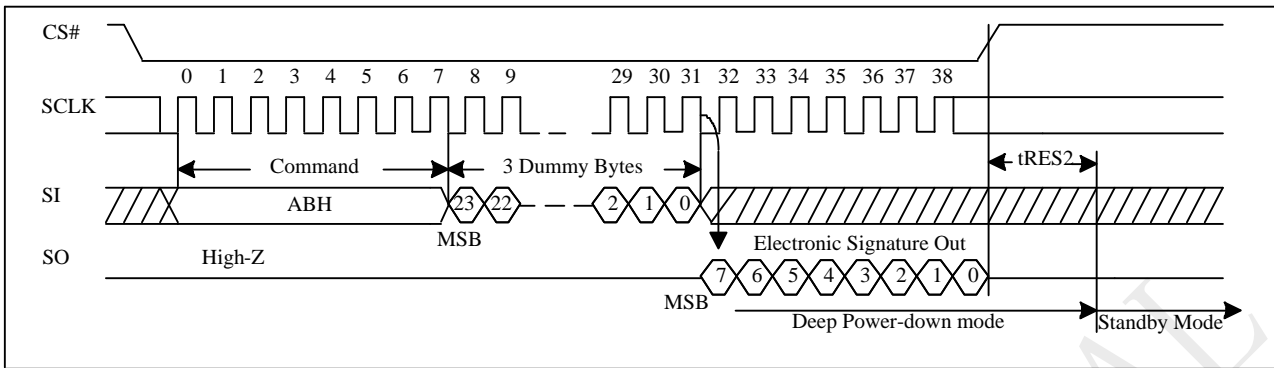 CS#
0 1 2 3 4 5 6 7 8 9 29 30 31 32 33 34 35 36 37 38
SCLK
Command 3 Dummy Bytes tRES2
SI ABH 23 22 2 1 0
MSB
SO High-Z Electronic Signature Out
7 6 5 4 3 2 1 0
MSB
Deep Power-down mode Standby Mode